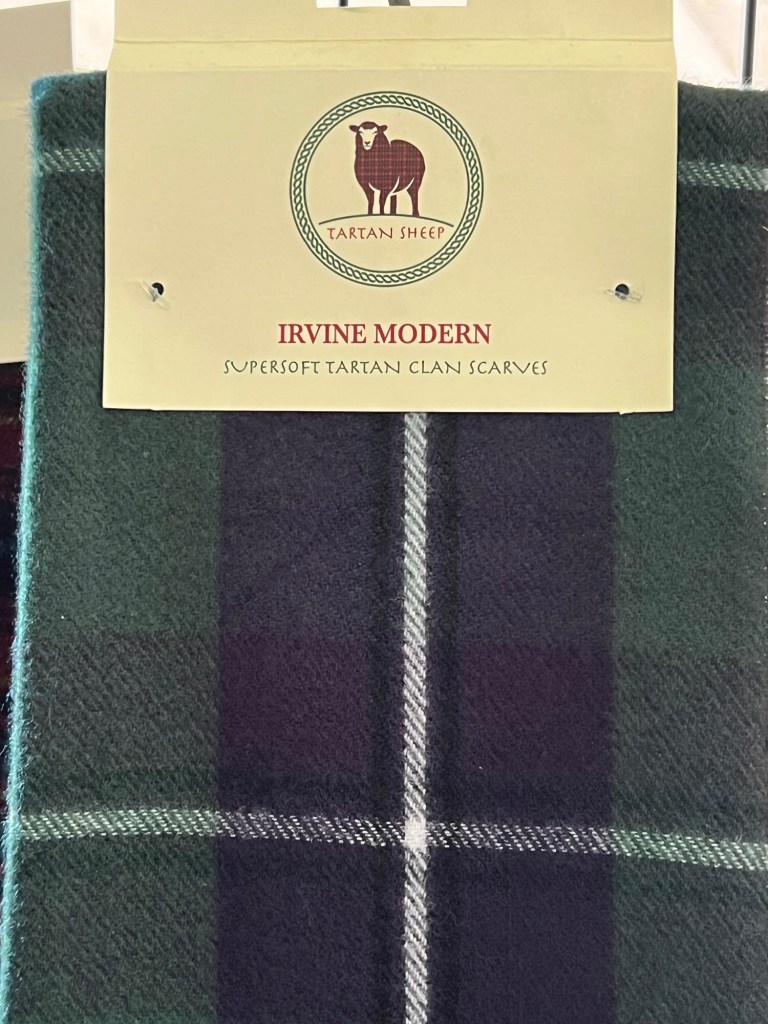 TARTAN SHEEP
IRVINE MODERN
SUPERSOFT TARTAN CLAN SCARVES